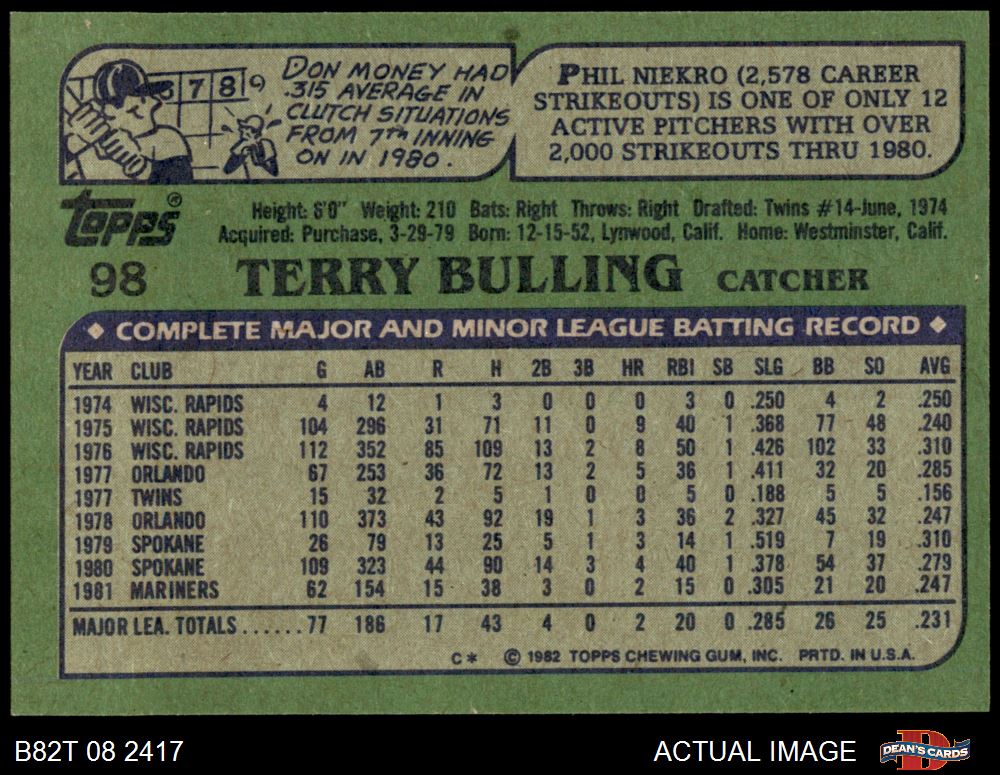 6 7 8 9
DON MONEY HAD
.315 AVERAGE IN
CLUTCH SITUATIONS
FROM 7TH INNING
ON IN 1980.
PHIL NIEKRO (2,578 CAREER
STRIKEOUTS) IS ONE OF ONLY 12
ACTIVE PITCHERS WITH OVER
2,000 STRIKEOUTS THRU 1980.
topps®
Height: 6'0" Weight: 210 Bats: Right Throws: Right Drafted: Twins #14-June, 1974
Acquired: Purchase, 3-29-79 Born: 12-15-52, Lynwood, Calif. Home: Westminster, Calif.
98 TERRY BULLING CATCHER
◆ COMPLETE MAJOR AND MINOR LEAGUE BATTING RECORD ◆
YEAR CLUB G AB R H 2B 3B HR RBI SB SLG BB SO AVG
1974 WISC. RAPIDS 4 12 1 3 0 0 0 3 0 .250 4 2 .250
1975 WISC. RAPIDS 104 296 31 71 11 0 9 40 1 .368 77 48 .240
1976 WISC. RAPIDS 112 352 85 109 13 2 8 50 1 .426 102 33 .310
1977 ORLANDO 67 253 36 72 13 2 5 36 1 .411 32 20 .285
1977 TWINS 15 32 2 5 1 0 0 5 0 .188 5 5 .156
1978 ORLANDO 110 373 43 92 19 1 3 36 2 .327 45 32 .247
1979 SPOKANE 26 79 13 25 5 1 3 14 1 .519 7 19 .310
1980 SPOKANE 109 323 44 90 14 3 4 40 1 .378 54 37 .279
1981 MARINERS 62 154 15 38 3 0 2 15 0 .305 21 20 .247
MAJOR LEA. TOTALS......77 186 17 43 4 0 2 20 0 .285 26 25 .231
C* © 1982 TOPPS CHEWING GUM, INC. PRTD. IN U.S.A.
B82T 08 2417
ACTUAL IMAGE
D
DEAN'S CARDS